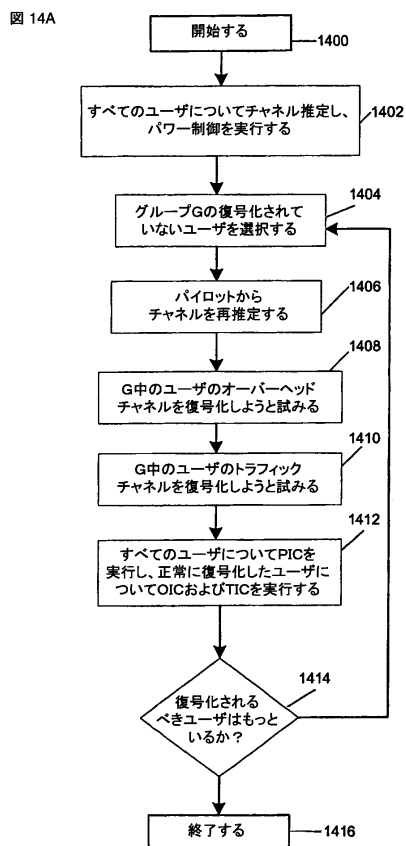 図 14A
開始する
1400
すべてのユーザについてチャネル推定し、
パワー制御を実行する
1402
グループGの復号化されて
いないユーザを選択する
1404
パイロットから
チャネルを再推定する
1406
1408
G中のユーザのオーバーヘッド
チャネルを復号化しようと試みる
1410
G中のユーザのトラフィック
チャネルを復号化しようと試みる
1412
すべてのユーザについてPICを
実行し、正常に復号化したユーザに
ついてOICおよびTICを実行する
1414
復号化される
べきユーザはもっと
いるか？
終了する
1416